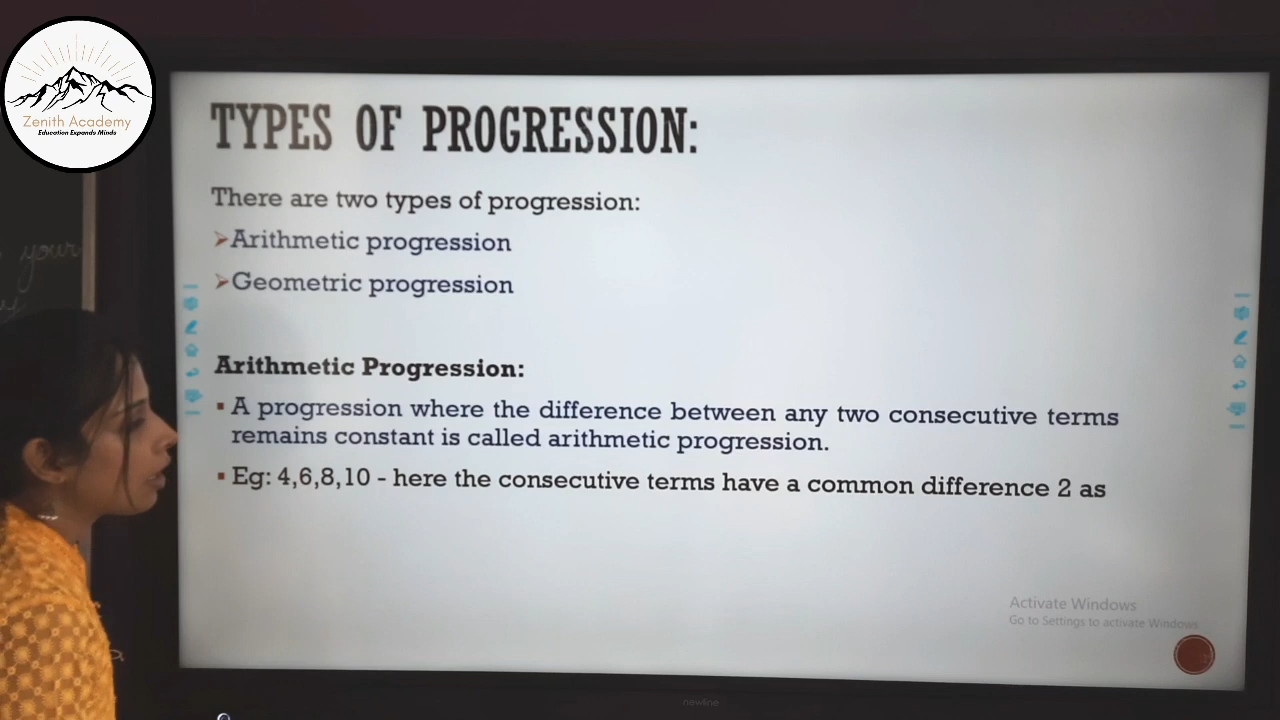 Zenith Academy
Education Expands Minds
TYPES OF PROGRESSION:
There are two types of progression:
➢Arithmetic progression
➢Geometric progression
your
Arithmetic Progression:
▪ A progression where the difference between any two consecutive terms
remains constant is called arithmetic progression.
▪ Eg: 4,6,8,10 - here the consecutive terms have a common difference 2 as
Activate Windows
Go to Settings to activate Windows
newline